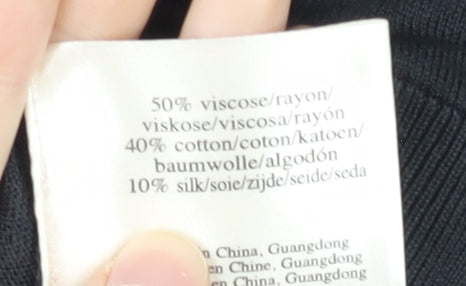 50% viscose/rayon/
viskose/viscosa/rayón
40% cotton/coton/katoen/
baumwolle/algodón
10% silk/soie/zijde/seide/seda
China, Guangdong
en Chine, Guangdong
en China, Guangdong